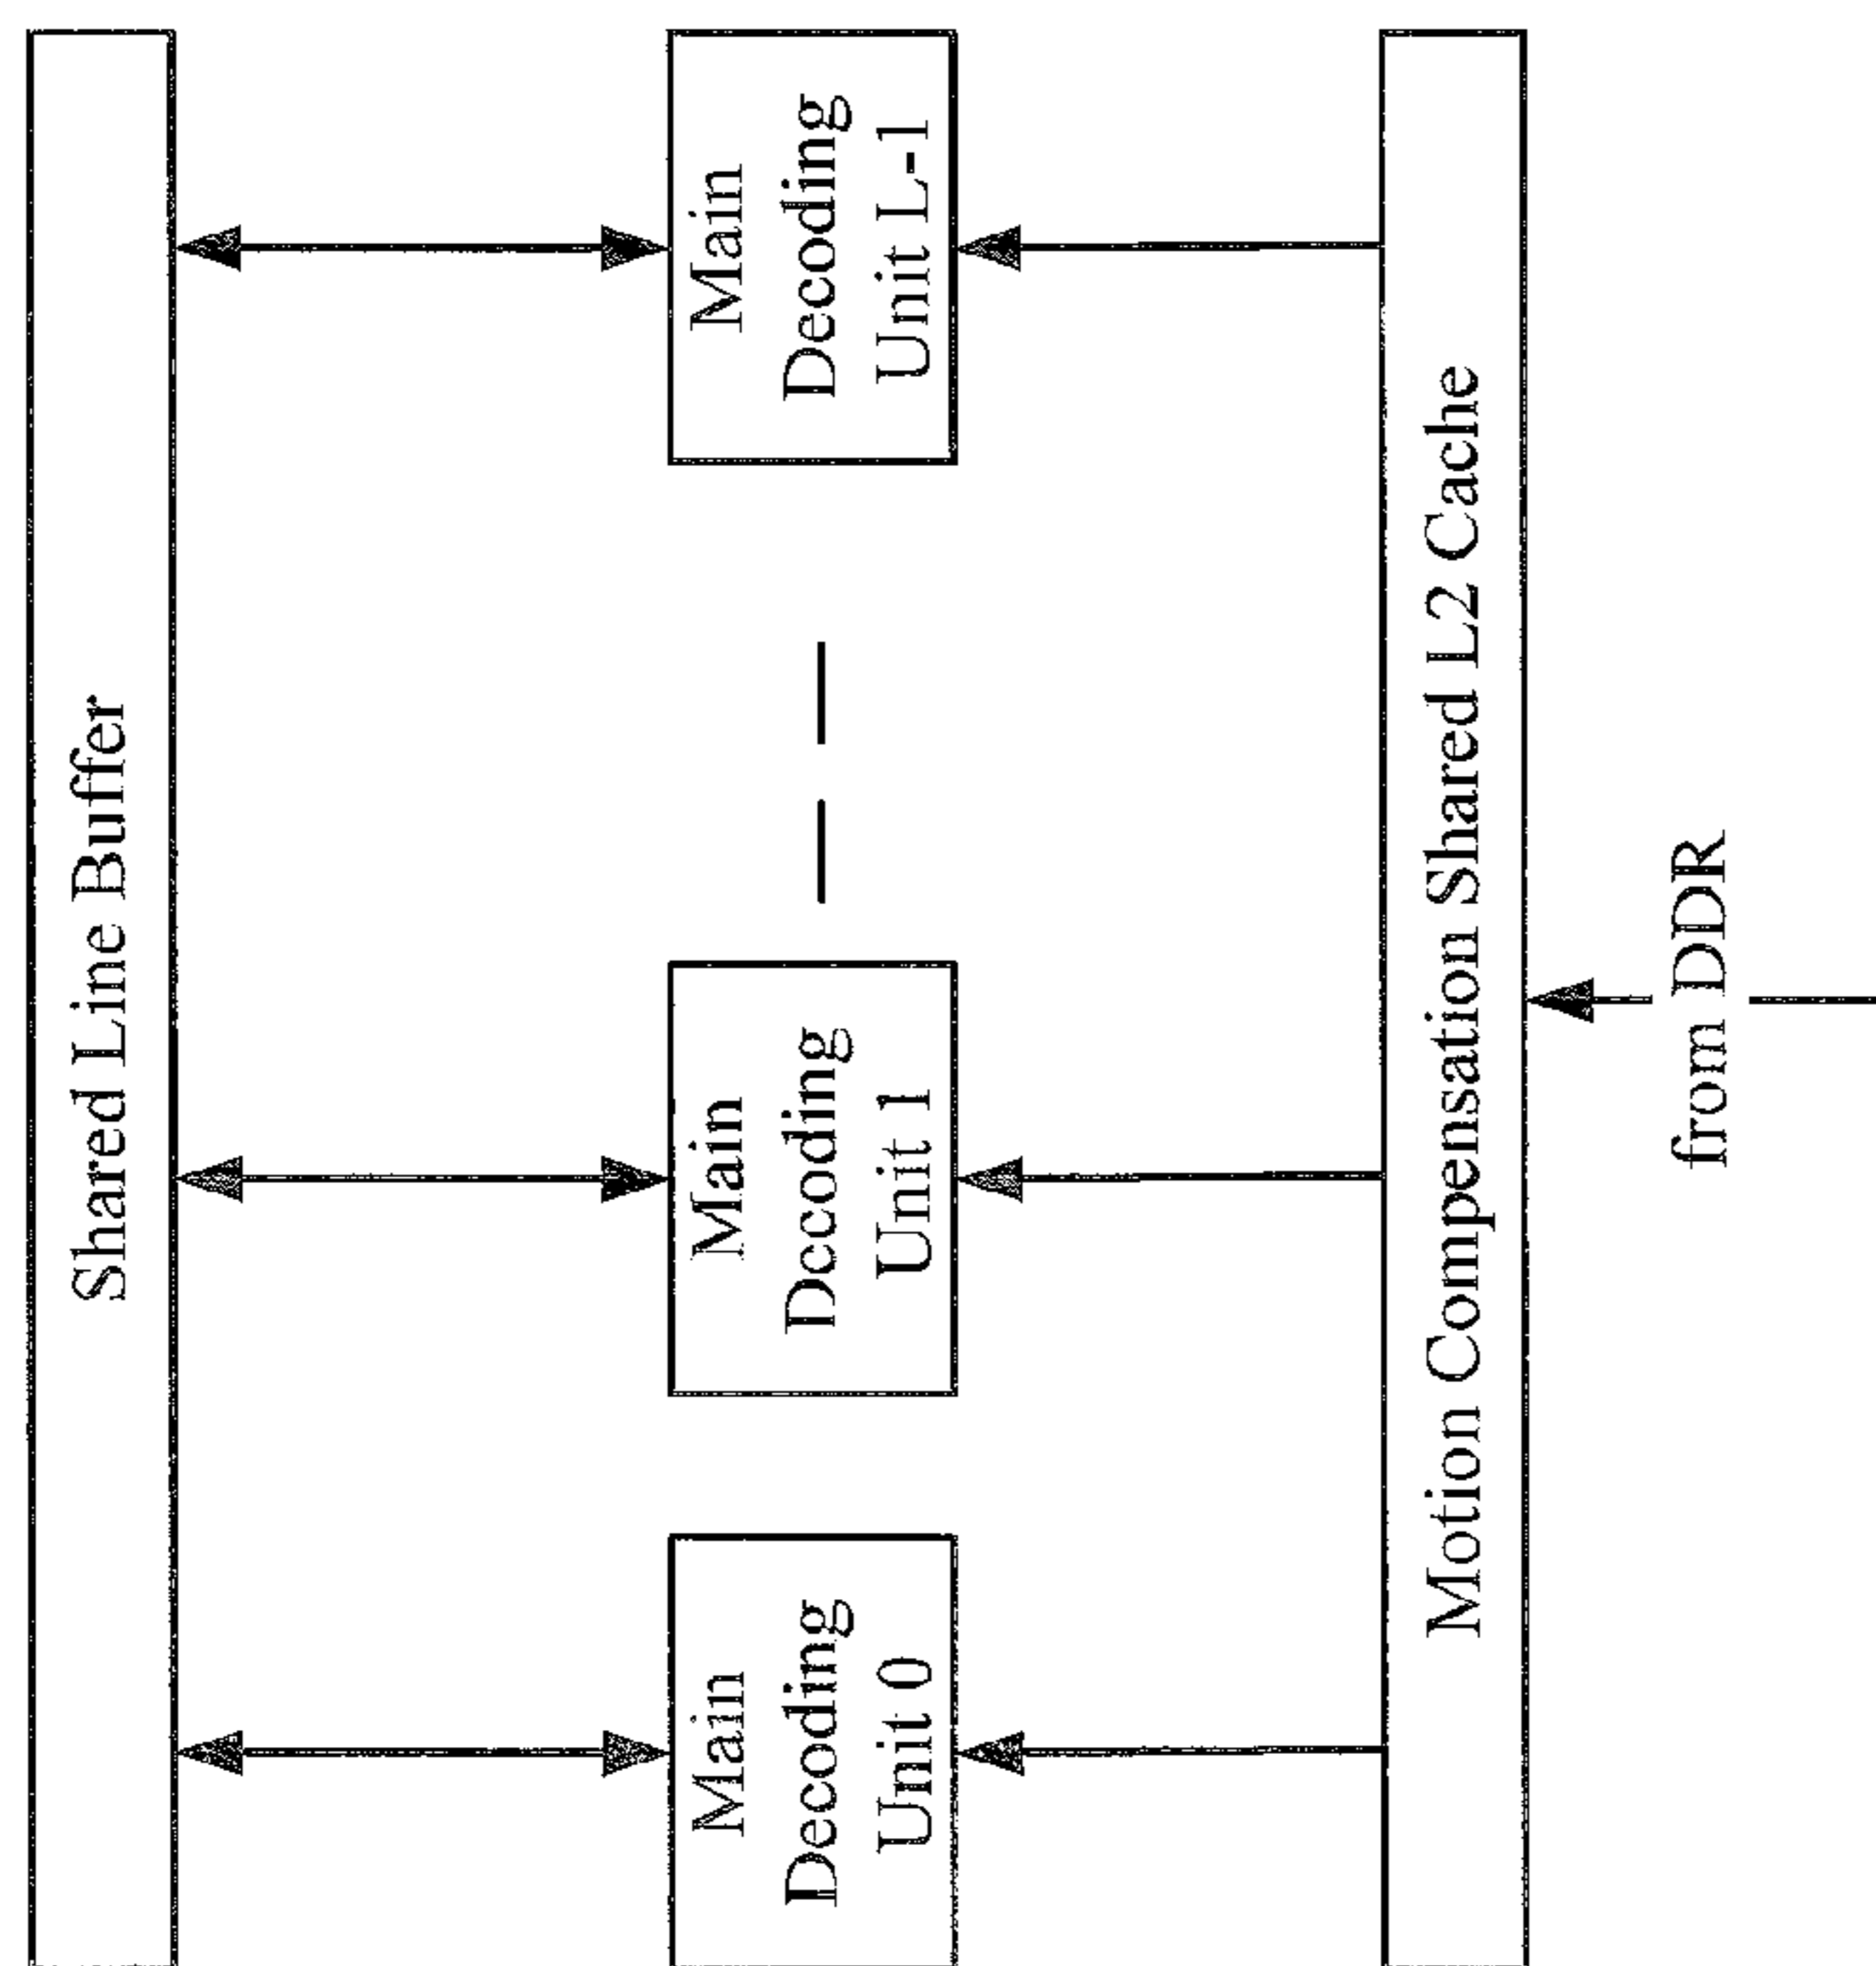 Shared Line Buffer
Main
Decoding
Unit 0
Main
Decoding
Unit 1
Main
Decoding
Unit L-1
Motion Compensation Shared L2 Cache
from DDR